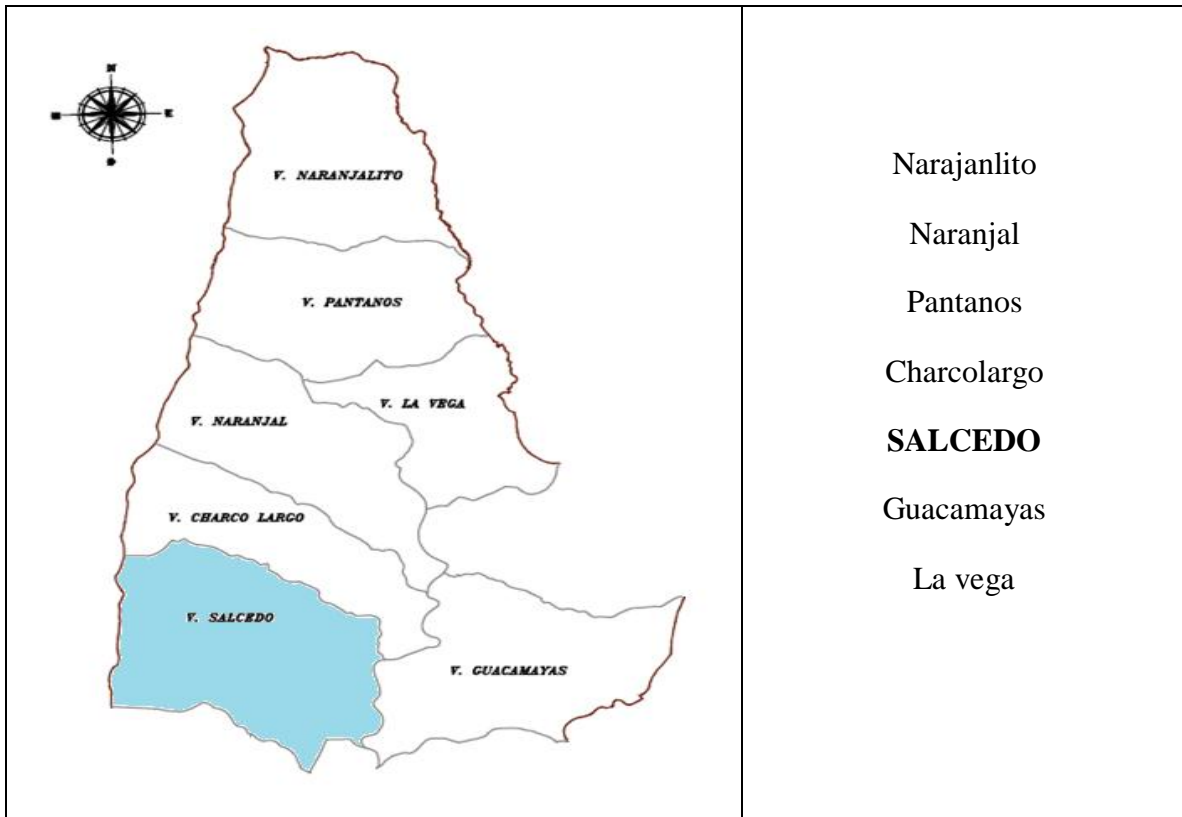 N
E
V. NARANJALITO
V. PANTANOS
V. LA VEGA
V. NARANJAL
V. CHARCO LARGO
V. SALCEDO
V. GUACAMAYAS
Narajanlito
Naranjal
Pantanos
Charcolargo
SALCEDO
Guacamayas
La vega